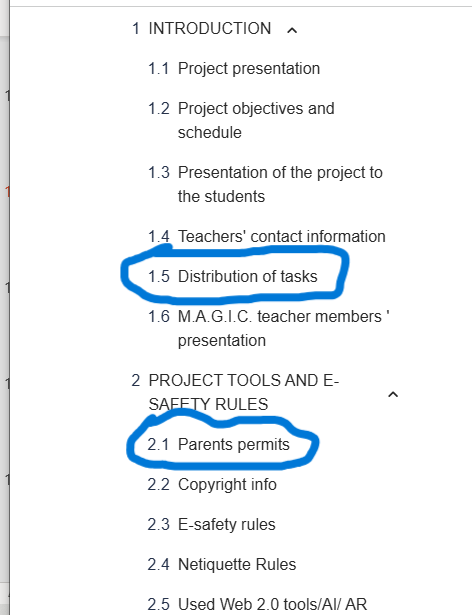 1 INTRODUCTION
1.1 Project presentation
1.2 Project objectives and
schedule
1.3 Presentation of the project to
the students
1.4 Teachers' contact information
1.5 Distribution of tasks
1.6 M.A.G.I.C. teacher members '
presentation
2 PROJECT TOOLS AND E-
SAFETY RULES
2.1 Parents permits
2.2 Copyright info
2.3 E-safety rules
2.4 Netiquette Rules
2.5 Used Web 2.0 tools/AI/ AR